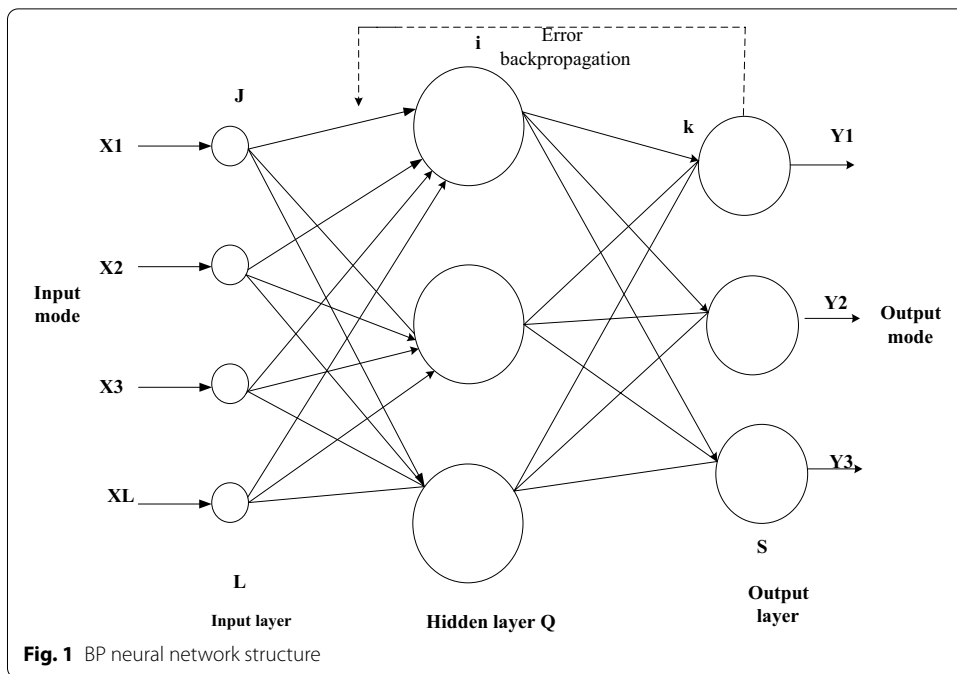 Error
backpropagation
i
J
k
X1
Y1
X2
Y2
Input
mode
Output
mode
X3
XL
Y3
S
L
Input layer
Hidden layer Q
Output
layer
Fig. 1 BP neural network structure